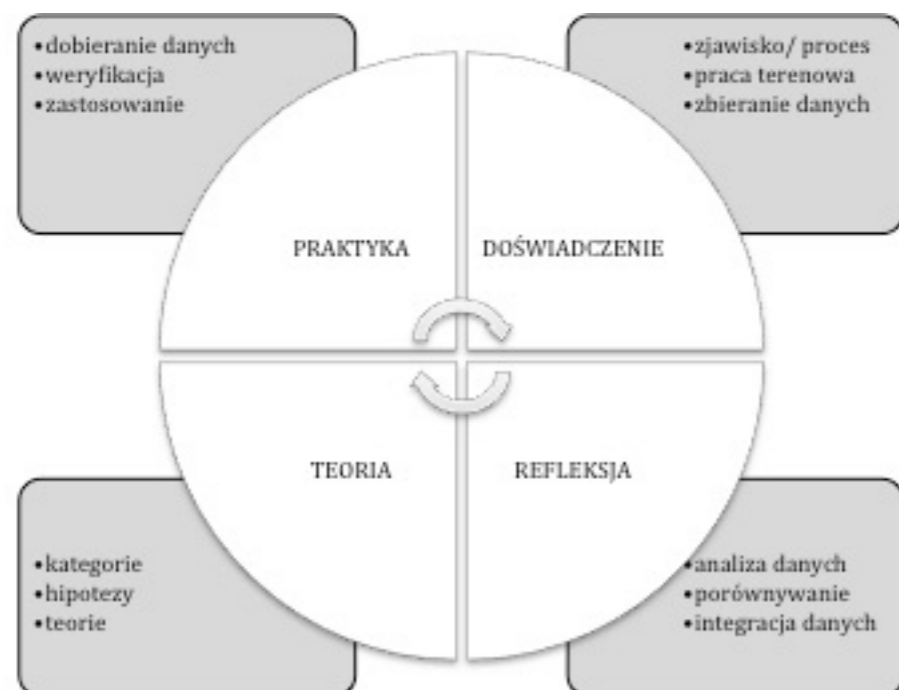 •dobieranie danych
•weryfikacja
•zastosowanie
•zjawisko/ proces
•praca terenowa
•zbieranie danych
PRAKTYKA
DOŚWIADCZENIE
TEORIA
REFLEKSJA
•kategorie
•hipotezy
•teorie
•analiza danych
•porównywanie
•integracja danych